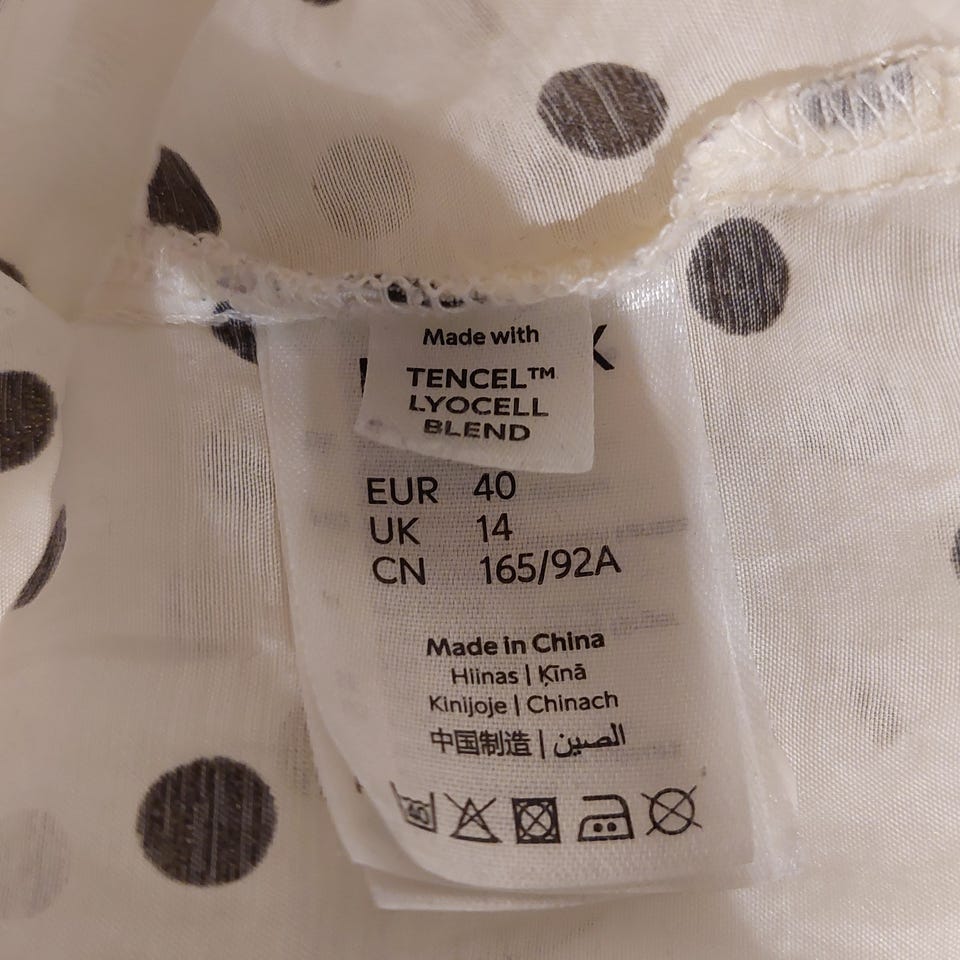 Made with
TENCEL™
LYOCELL
BLEND
EUR 40
UK 14
CN 165/92A
Made in China
Hiinas | Ķīnā
Kinijoje | Chinach
中国制造 | الصين
40